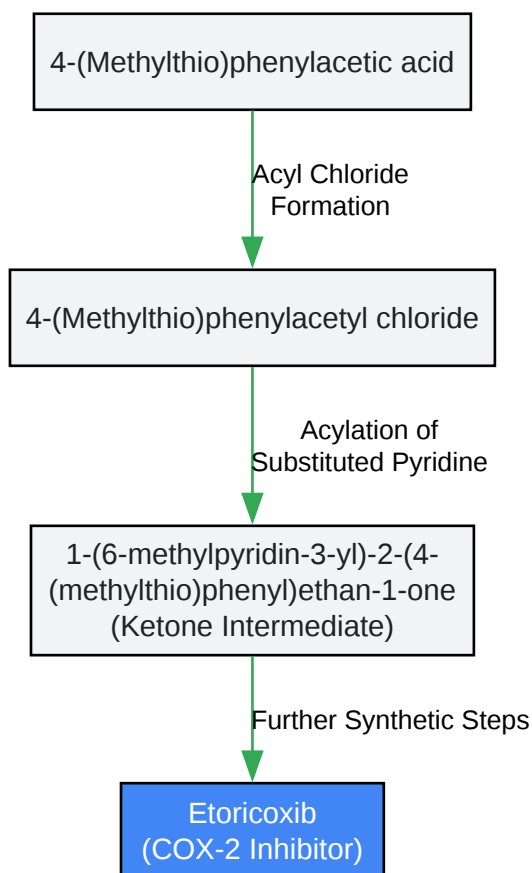 4-(Methylthio)phenylacetic acid
Acyl Chloride
Formation
4-(Methylthio)phenylacetyl chloride
Acylation of
Substituted Pyridine
1-(6-methylpyridin-3-yl)-2-(4-
(methylthio)phenyl)ethan-1-one
(Ketone Intermediate)
Further Synthetic Steps
Etoricoxib
(COX-2 Inhibitor)